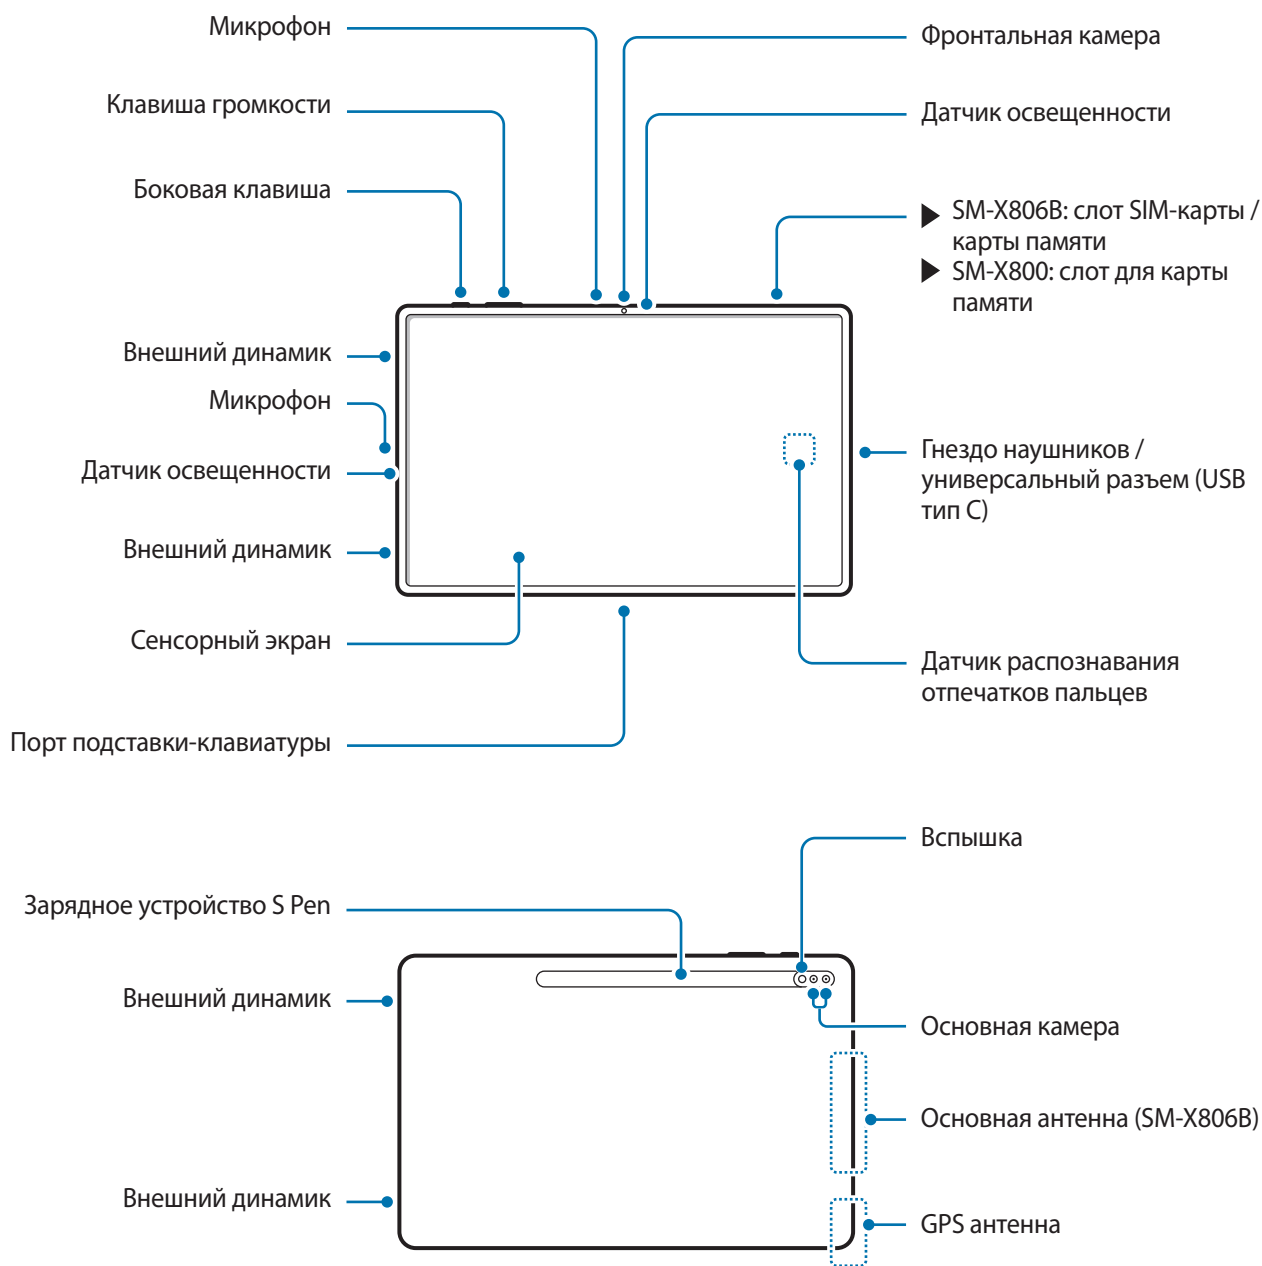 Микрофон
Фронтальная камера
Клавиша громкости
Датчик освещенности
Боковая клавиша
SM-X806B: слот SIM-карты /
карты памяти
SM-X800: слот для карты
памяти
Внешний динамик
Микрофон
Датчик освещенности
Гнездо наушников /
универсальный разъем (USB
тип C)
Внешний динамик
Сенсорный экран
Датчик распознавания
отпечатков пальцев
Порт подставки-клавиатуры
Вспышка
Зарядное устройство S Pen
Внешний динамик
Основная камера
Основная антенна (SM-X806B)
Внешний динамик
GPS антенна